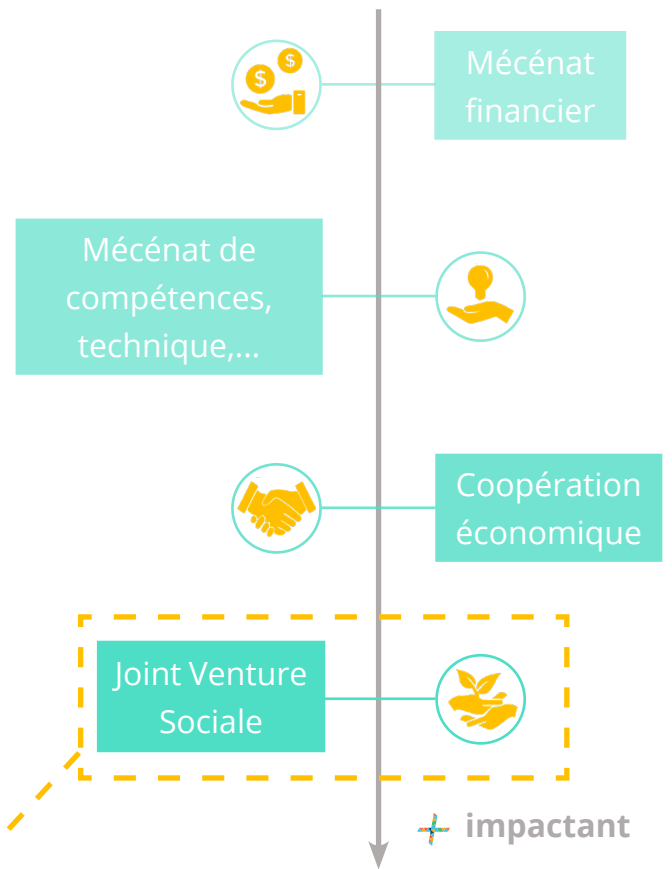 $
$
Mécénat
financier
Mécénat de
compétences,
technique,...
Coopération
économique
Joint Venture
Sociale
+ impactant